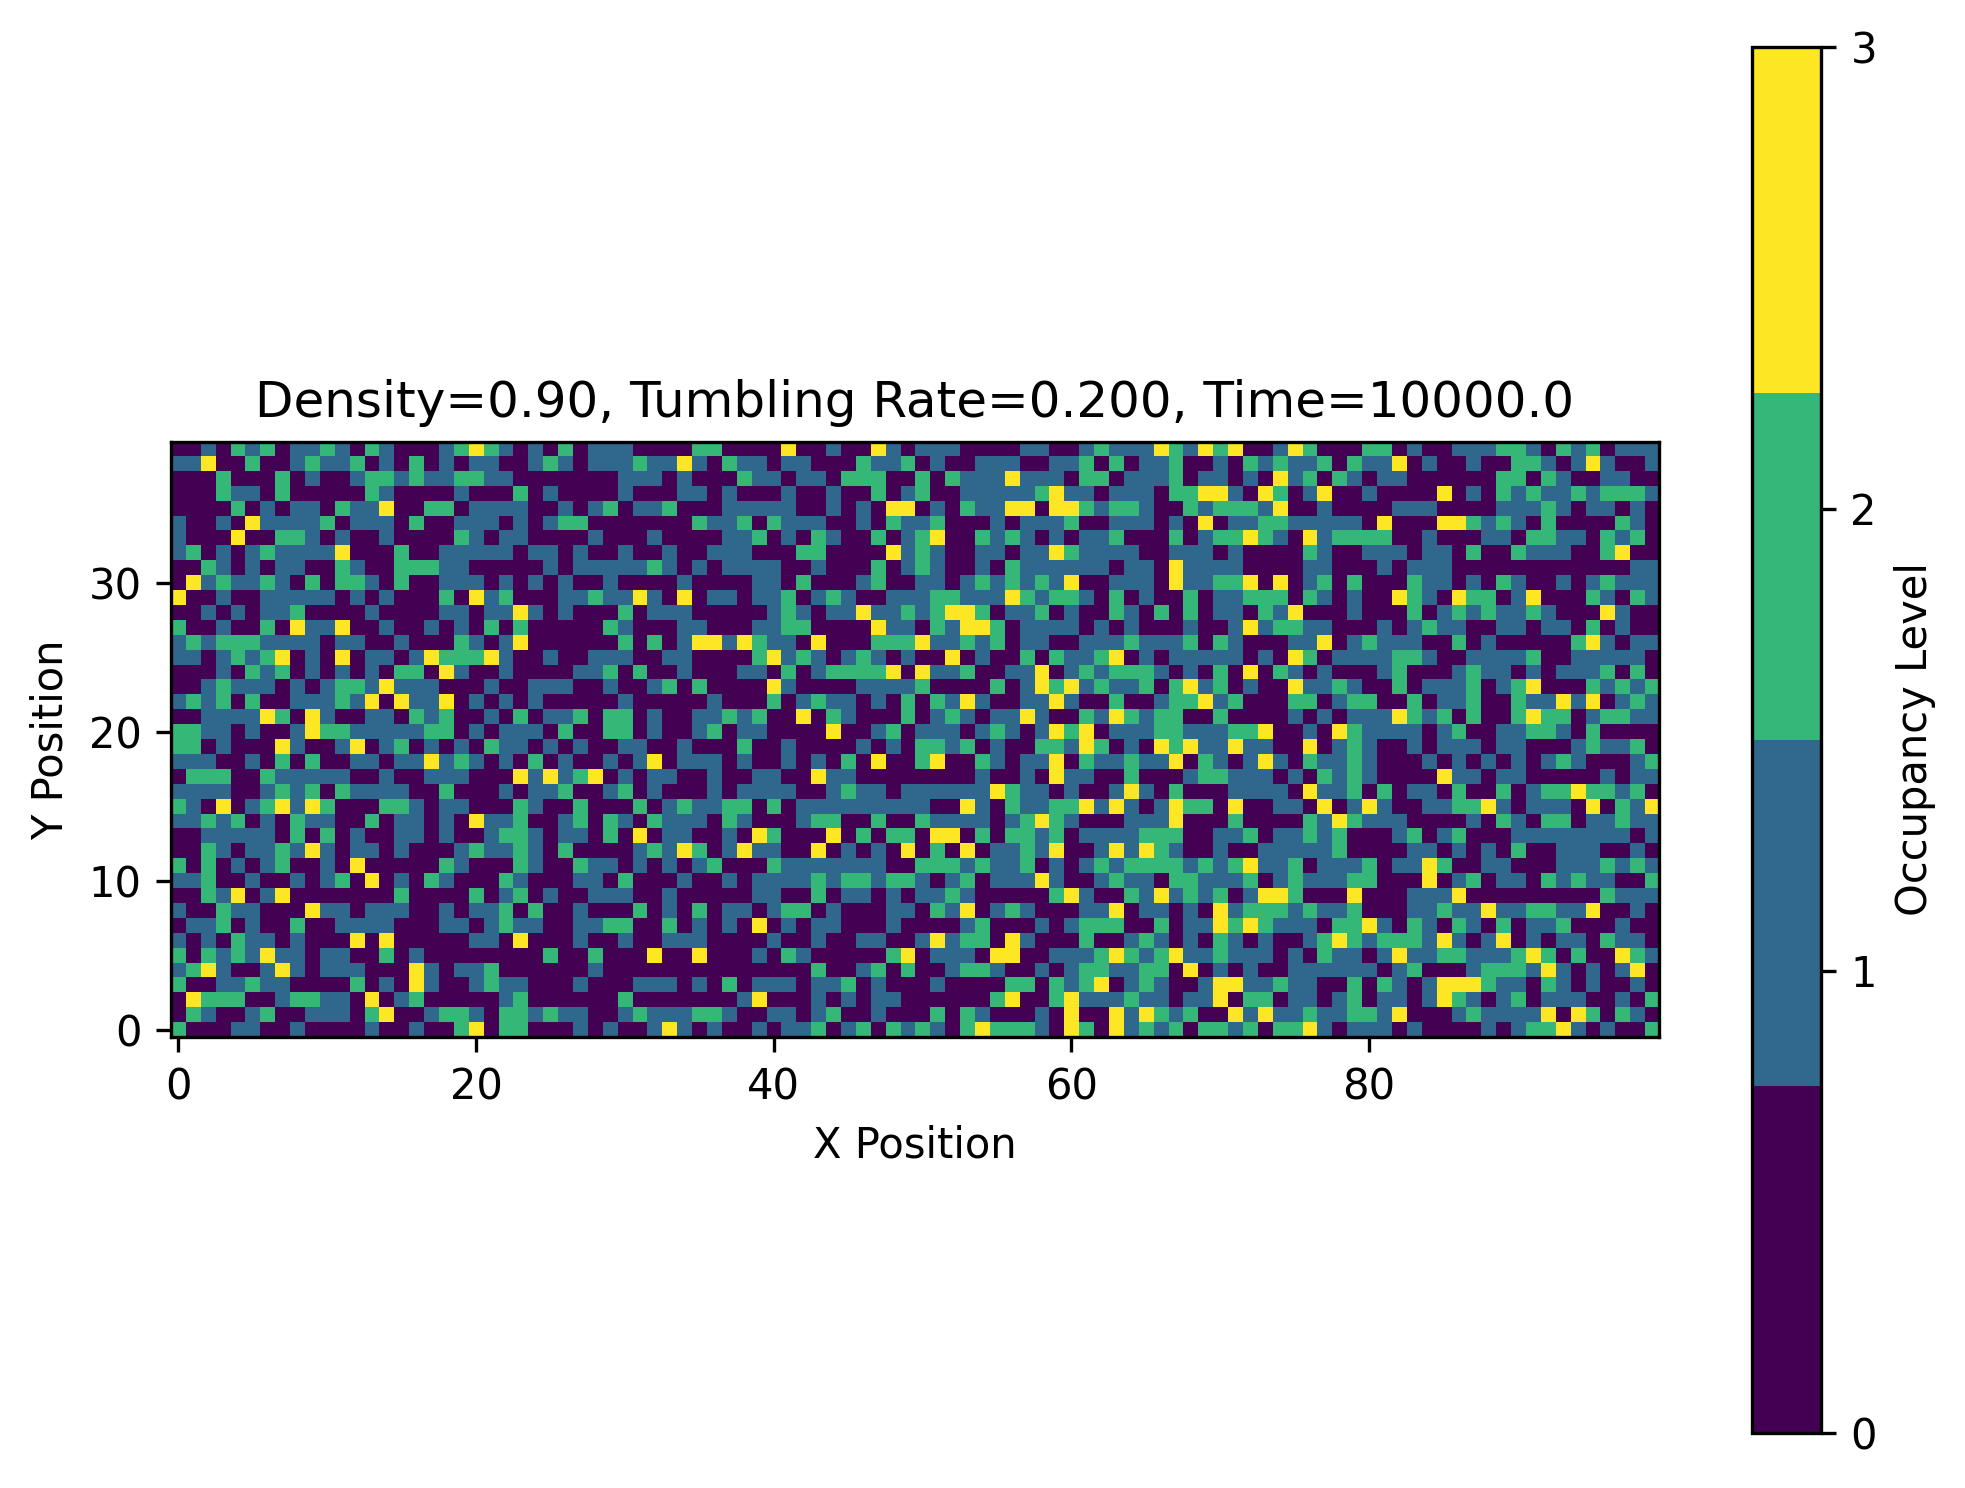 Density=0.90, Tumbling Rate=0.200, Time=10000.0
Y Position
30
20
10
0
0 20 40 60 80
X Position
3
2
1
0
Occupancy Level